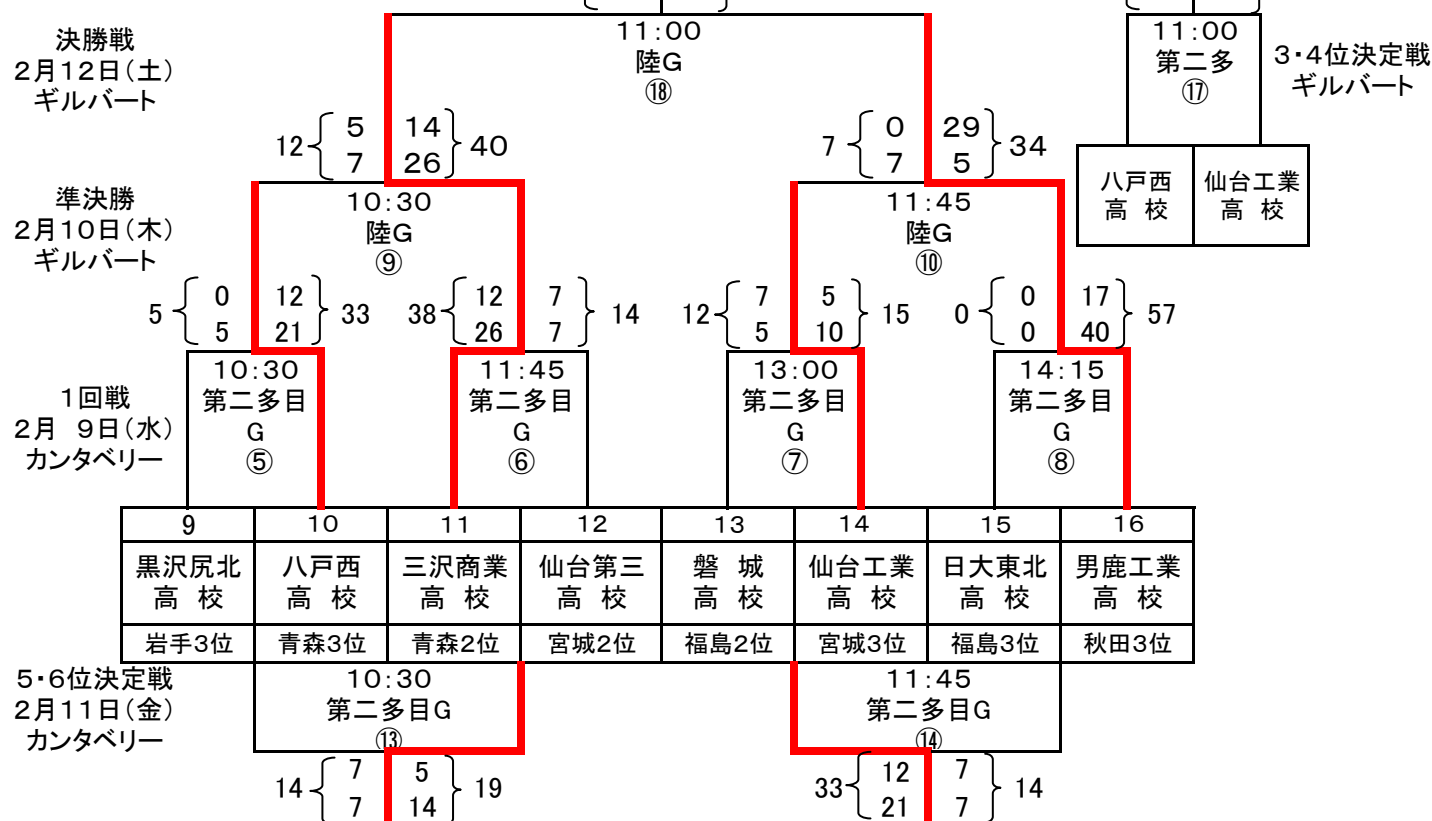 決勝戦
2月12日(土)
ギルバート
11:00
陸G
⑱
11:00
第二多
⑰
3・4位決定戦
ギルバート
12 5 14 40
7 26
7 0 29 34
7 5
八戸西
高 校
仙台工業
高 校
準決勝
2月10日(木)
ギルバート
10:30
陸G
⑨
11:45
陸G
⑩
5 0 12 33
5 21
38 12 7 14
26 7
12 7 5 15
5 10
0 0 17 57
0 40
1回戦
2月 9日(水)
カンタベリー
10:30
第二多目
G
⑤
11:45
第二多目
G
⑥
13:00
第二多目
G
⑦
14:15
第二多目
G
⑧
9 10 11 12 13 14 15 16
黒沢尻北 八戸西 三沢商業 仙台第三 磐 城 仙台工業 日大東北 男鹿工業
高 校 高 校 高 校 高 校 高 校 高 校 高 校 高 校
岩手3位 青森3位 青森2位 宮城2位 福島2位 宮城3位 福島3位 秋田3位
5・6位決定戦
2月11日(金)
カンタベリー
10:30
第二多目G
⑬
11:45
第二多目G
⑭
14 7 5 19
7 14
33 12 7 14
21 7